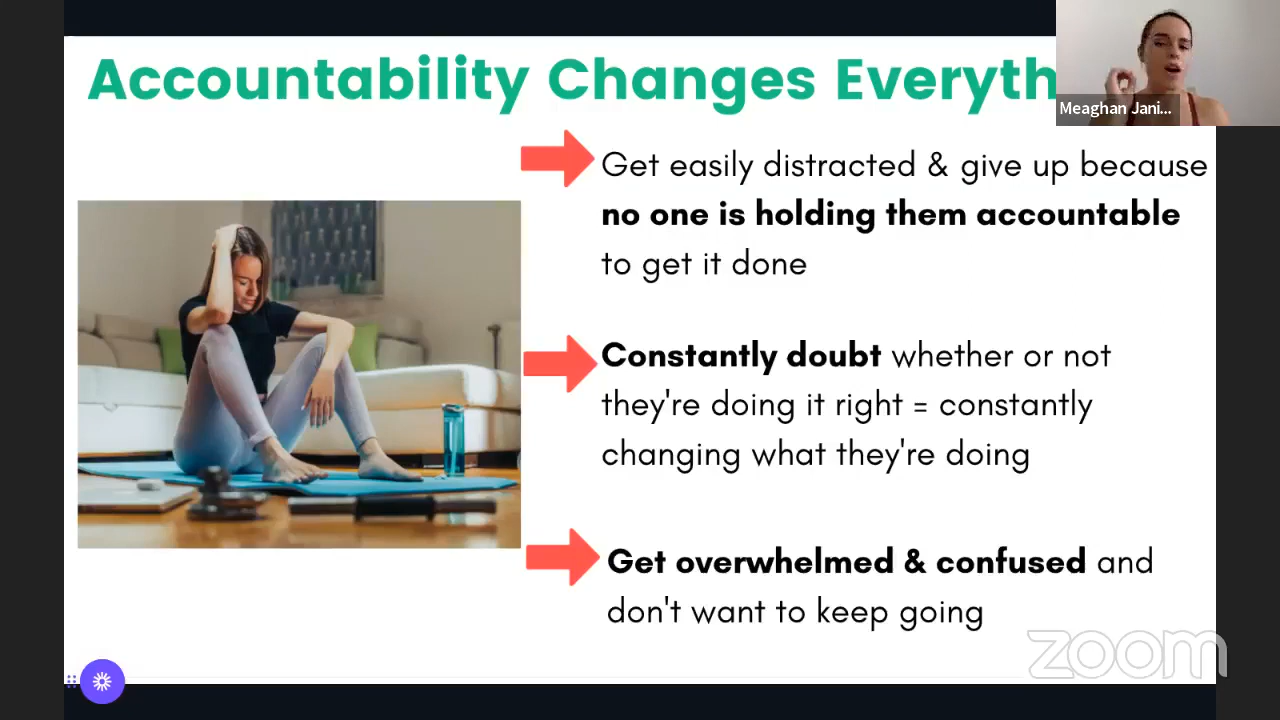 Accountability Changes Everyth
Meaghan Jani...
Get easily distracted & give up because
no one is holding them accountable
to get it done
Constantly doubt whether or not
they're doing it right = constantly
changing what they're doing
Get overwhelmed & confused and
don't want to keep going
zoom